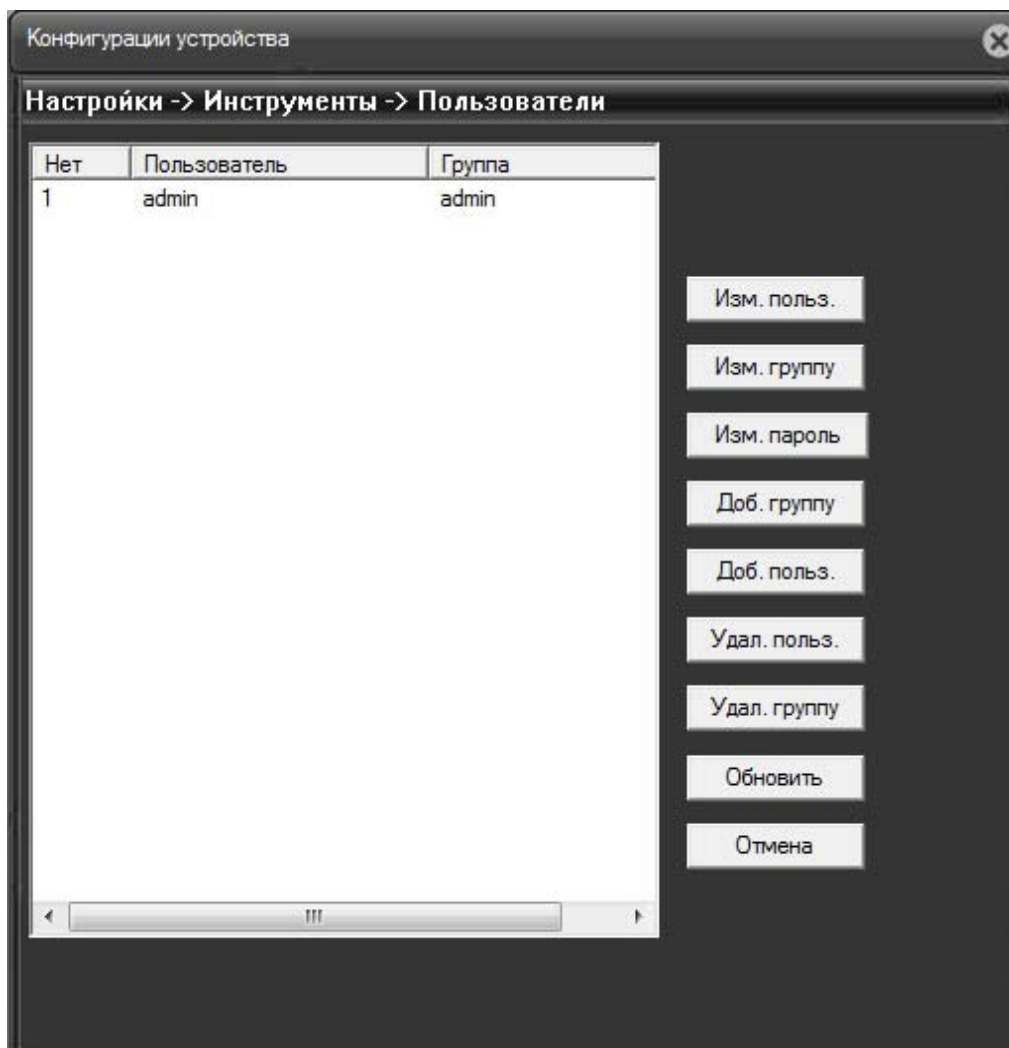 Конфигурации устройства
Настройки -> Инструменты -> Пользователи
Нет Пользователь Группа
1 admin admin
Изм. польз.
Изм. группу
Изм. пароль
Доб. группу
Доб. польз.
Удал. польз.
Удал. группу
Обновить
Отмена